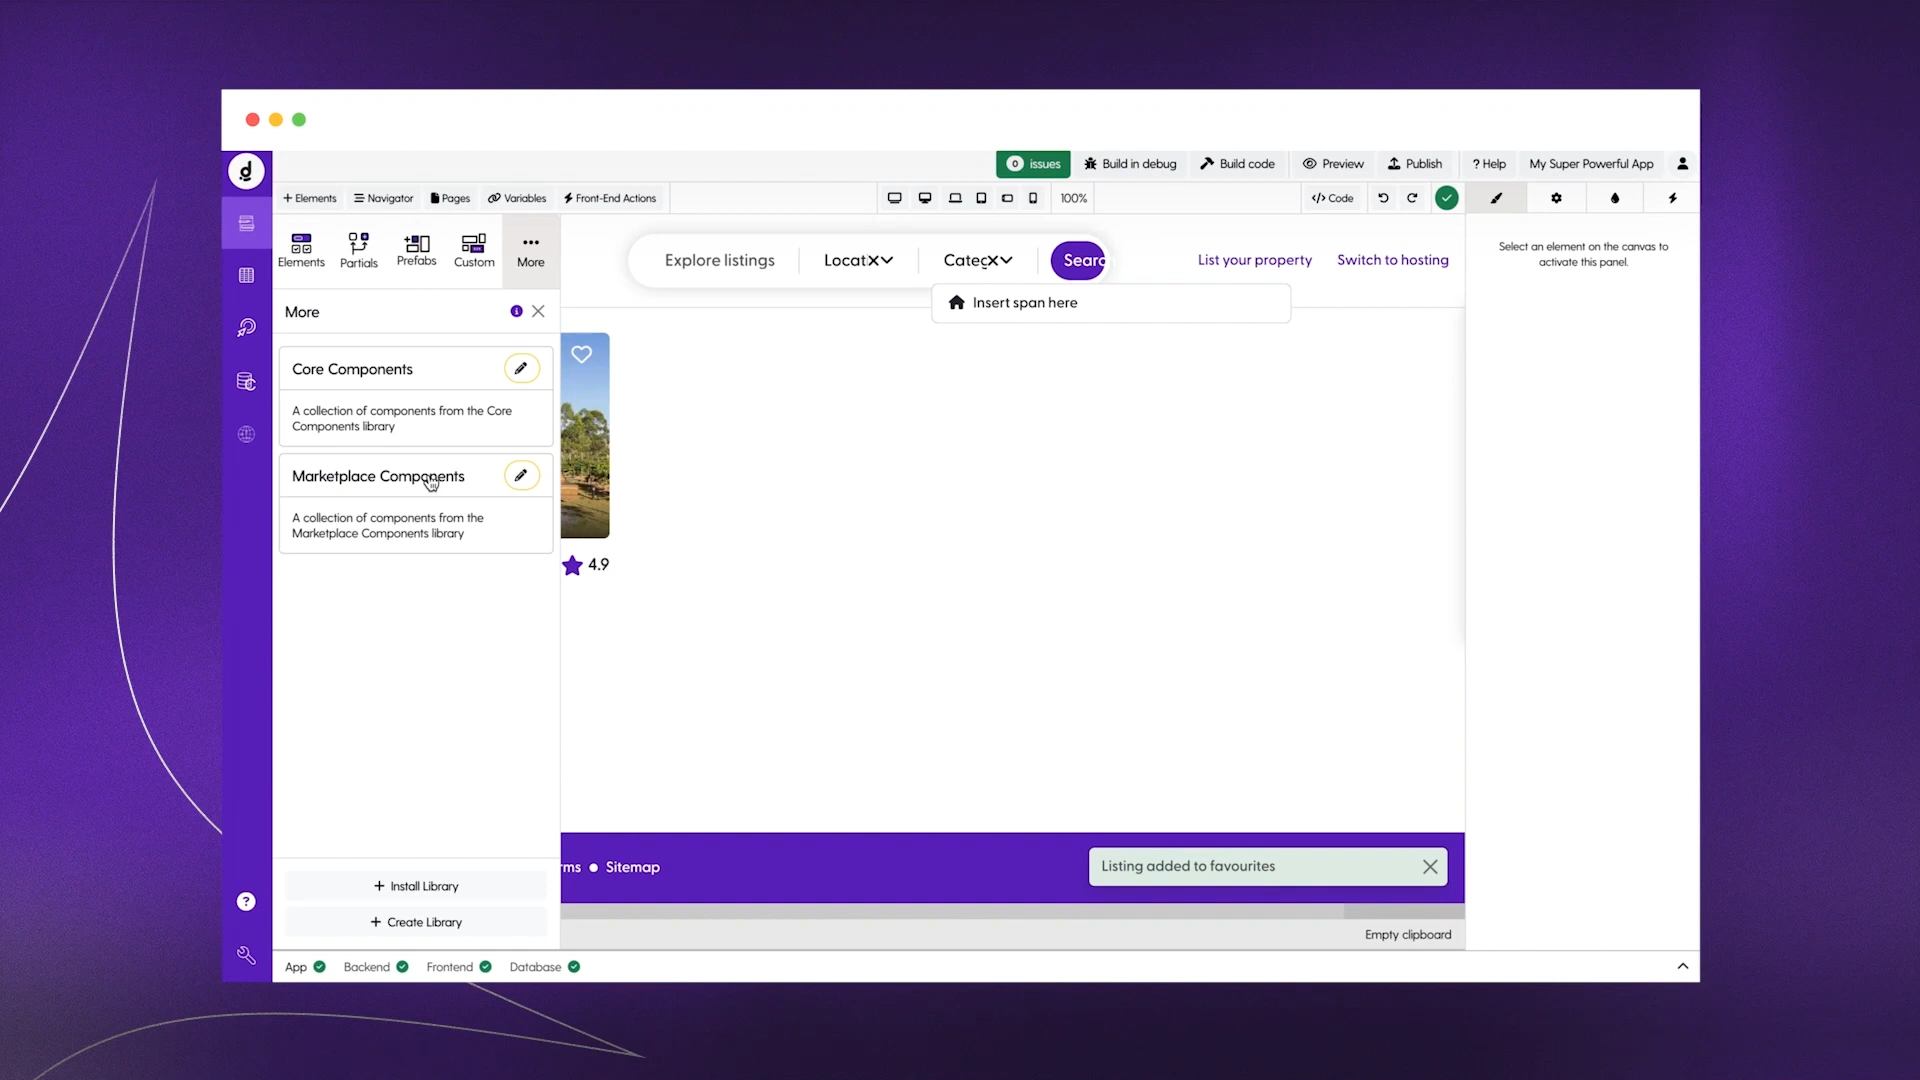 0 issues
Build in debug
Build code
Preview
Publish
? Help
My Super Powerful App
+ Elements
Navigator
Pages
Variables
Front-End Actions
100%
</> Code
Elements
Partials
Prefabs
Custom
More
Explore listings
Locat
Categ
Searc
List your property
Switch to hosting
Select an element on the canvas to
activate this panel.
Insert span here
More
Core Components
A collection of components from the Core
Components library
Marketplace Components
A collection of components from the
Marketplace Components library
4.9
+ Install Library
+ Create Library
rms ● Sitemap
Listing added to favourites
Empty clipboard
App
Backend
Frontend
Database